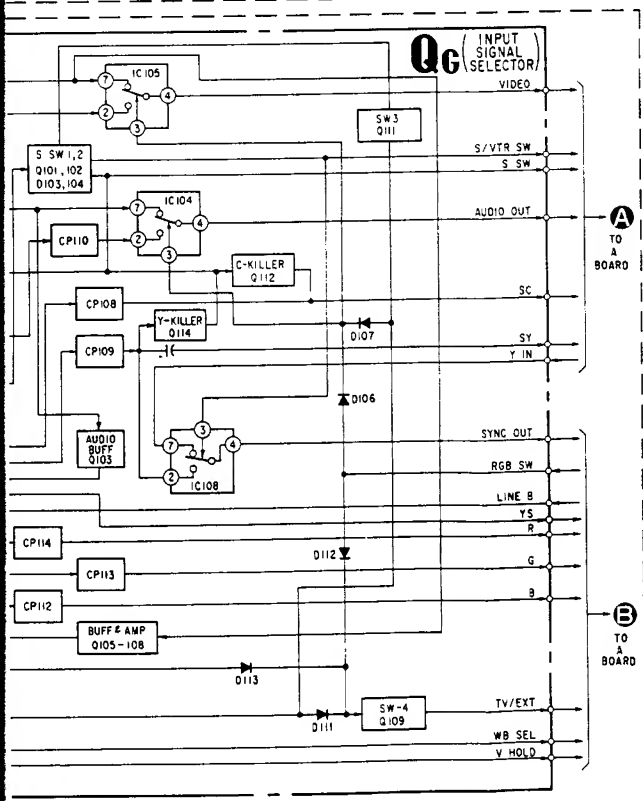 QG
INPUT
SIGNAL
SELECTOR
VIDEO
IC105
7
4
2
3
SW3
Q111
S SW 1,2
Q101,102
D103,104
S/VTR SW
S SW
IC104
7
4
2
3
AUDIO OUT
A
TO
A
BOARD
CP110
C-KILLER
Q112
CP108
SC
Y-KILLER
Q114
D107
CP109
SY
Y IN
D106
AUDIO
BUFF
Q103
3
7
4
2
IC108
SYNC OUT
RGB SW
LINE B
YS
R
CP114
D112
G
CP113
B
CP112
B
TO
A
BOARD
BUFF & AMP
Q105-108
D113
D111
SW-4
Q109
TV/EXT
WB SEL
V HOLD